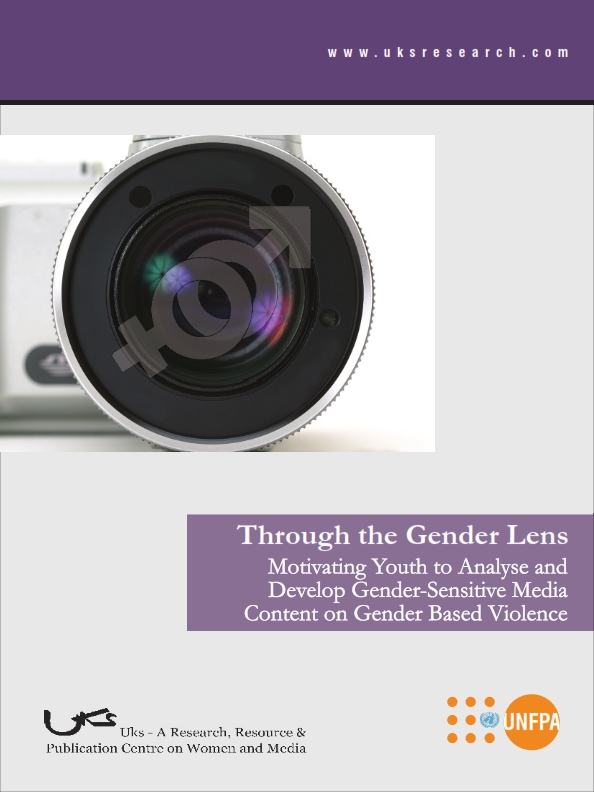 www.uksresearch.com
Through the Gender Lens
Motivating Youth to Analyse and
Develop Gender-Sensitive Media
Content on Gender Based Violence
Uks Uks - A Research, Resource &
Publication Centre on Women and Media
UNFPA